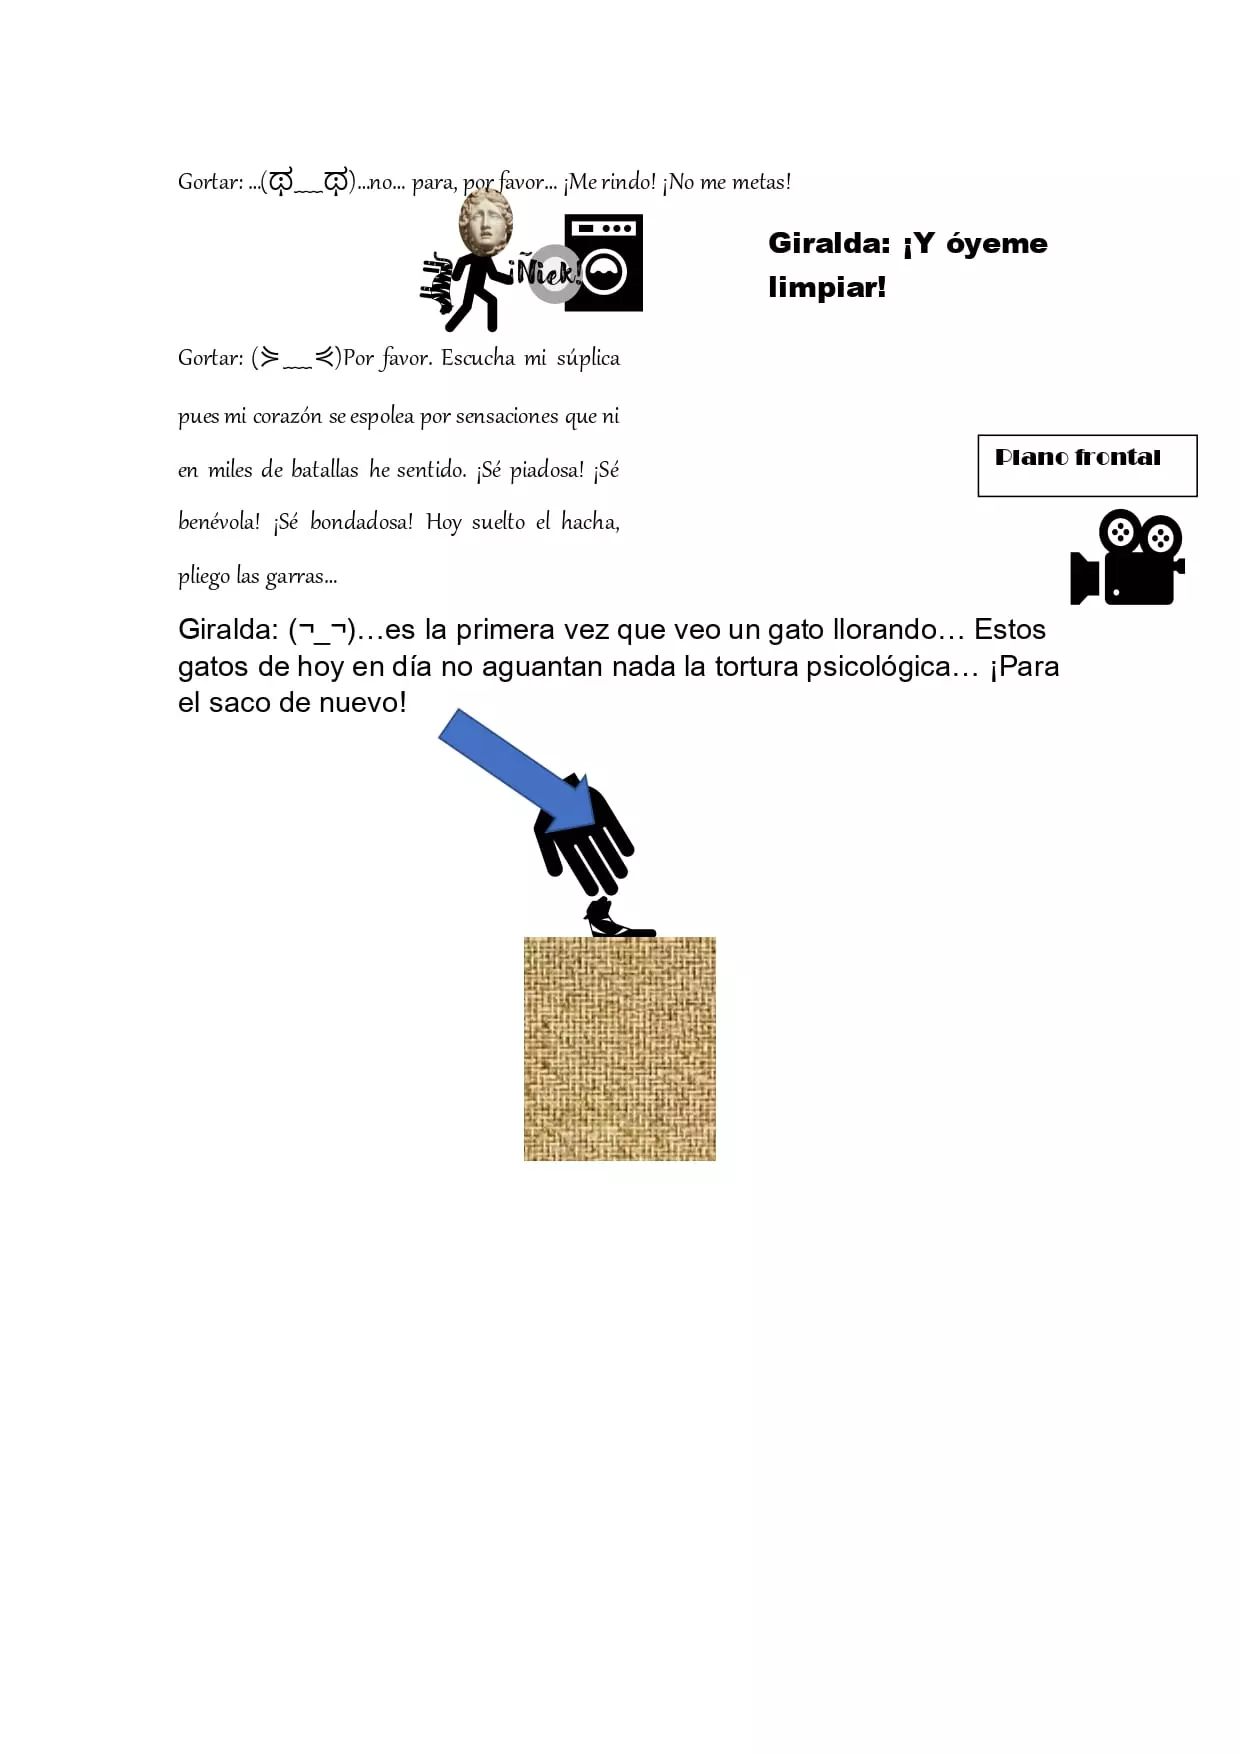 Gortar: ...(ಥ﹏ಥ)...no... para, por favor... ¡Me rindo! ¡No me metas!
¡Ñiek!
Giralda: ¡Y óyeme
limpiar!
Gortar: (⋟﹏⋞)Por favor. Escucha mi súplica
pues mi corazón se espolea por sensaciones que ni
en miles de batallas he sentido. ¡Sé piadosa! ¡Sé
benévola! ¡Sé bondadosa! Hoy suelto el hacha,
pliego las garras...
Plano frontal
Giralda: (¬_¬)…es la primera vez que veo un gato llorando… Estos
gatos de hoy en día no aguantan nada la tortura psicológica… ¡Para
el saco de nuevo!